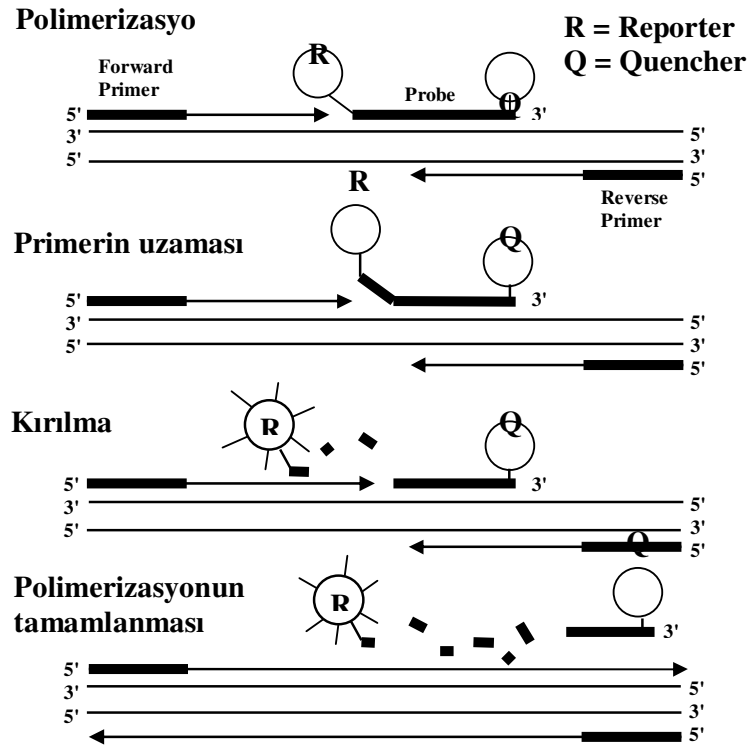 Polimerizasyo
R = Reporter
Q = Quencher
R
Forward
Primer
Probe
Q
5'
3'
3'
5'
5'
3'
5'
R
Reverse
Primer
Primerin uzaması
Q
5'
3'
3'
5'
5'
3'
5'
Kırılma
R
Q
5'
3'
3'
5'
5'
3'
Q
5'
Polimerizasyonun
tamamlanması
R
3'
5'
3'
5'
5'
3'
5'